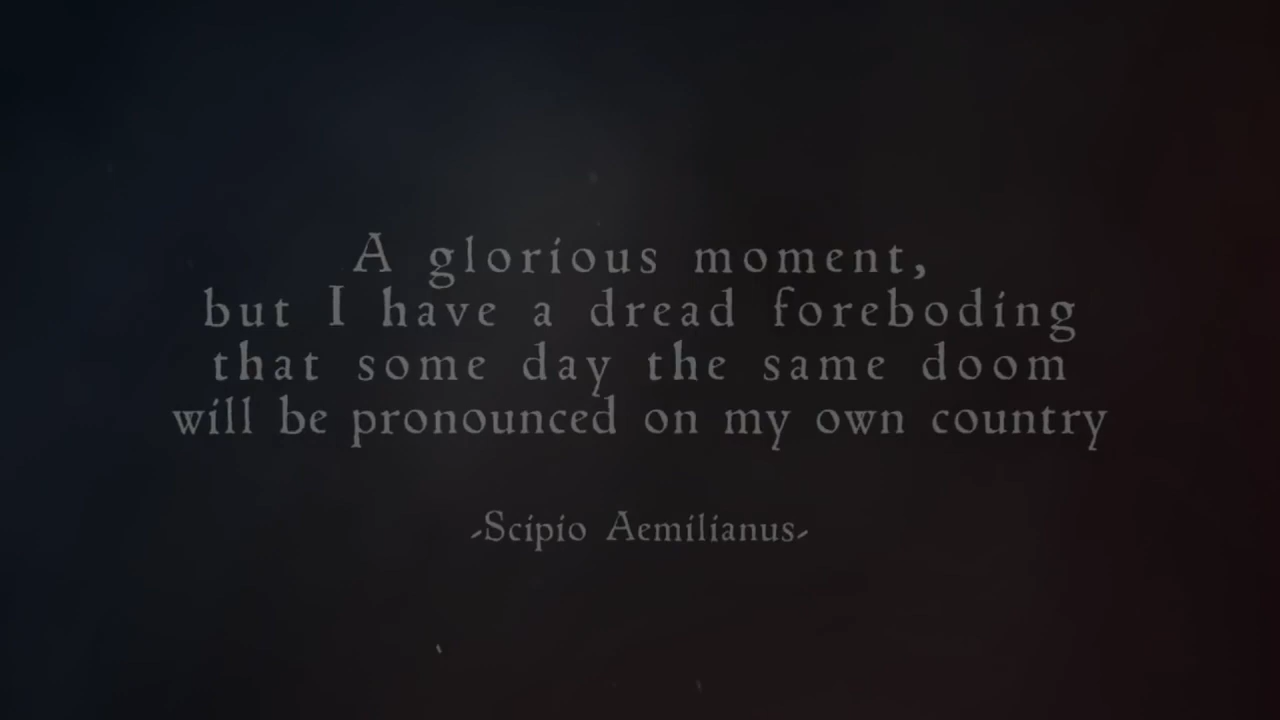 A glorious moment,
but I have a dread foreboding
that some day the same doom
will be pronounced on my own country
-Scipio Aemilianus-